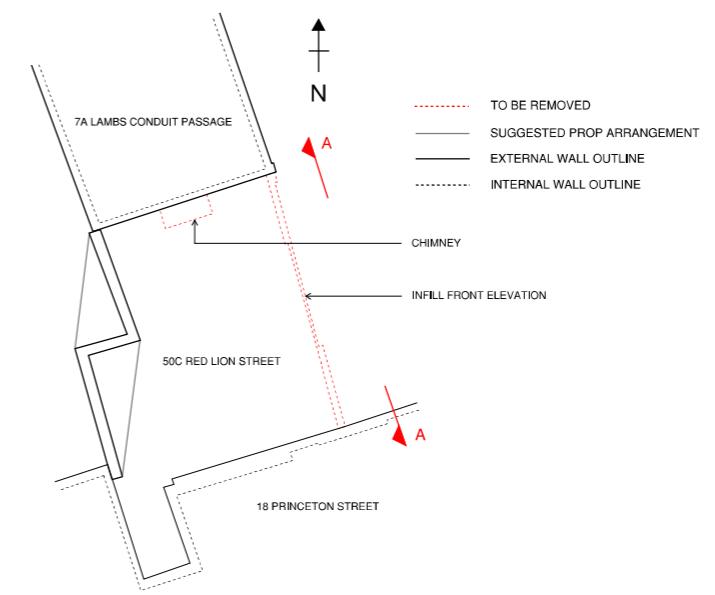 N
7A LAMBS CONDUIT PASSAGE
A
TO BE REMOVED
SUGGESTED PROP ARRANGEMENT
EXTERNAL WALL OUTLINE
INTERNAL WALL OUTLINE
CHIMNEY
INFILL FRONT ELEVATION
50C RED LION STREET
A
18 PRINCETON STREET